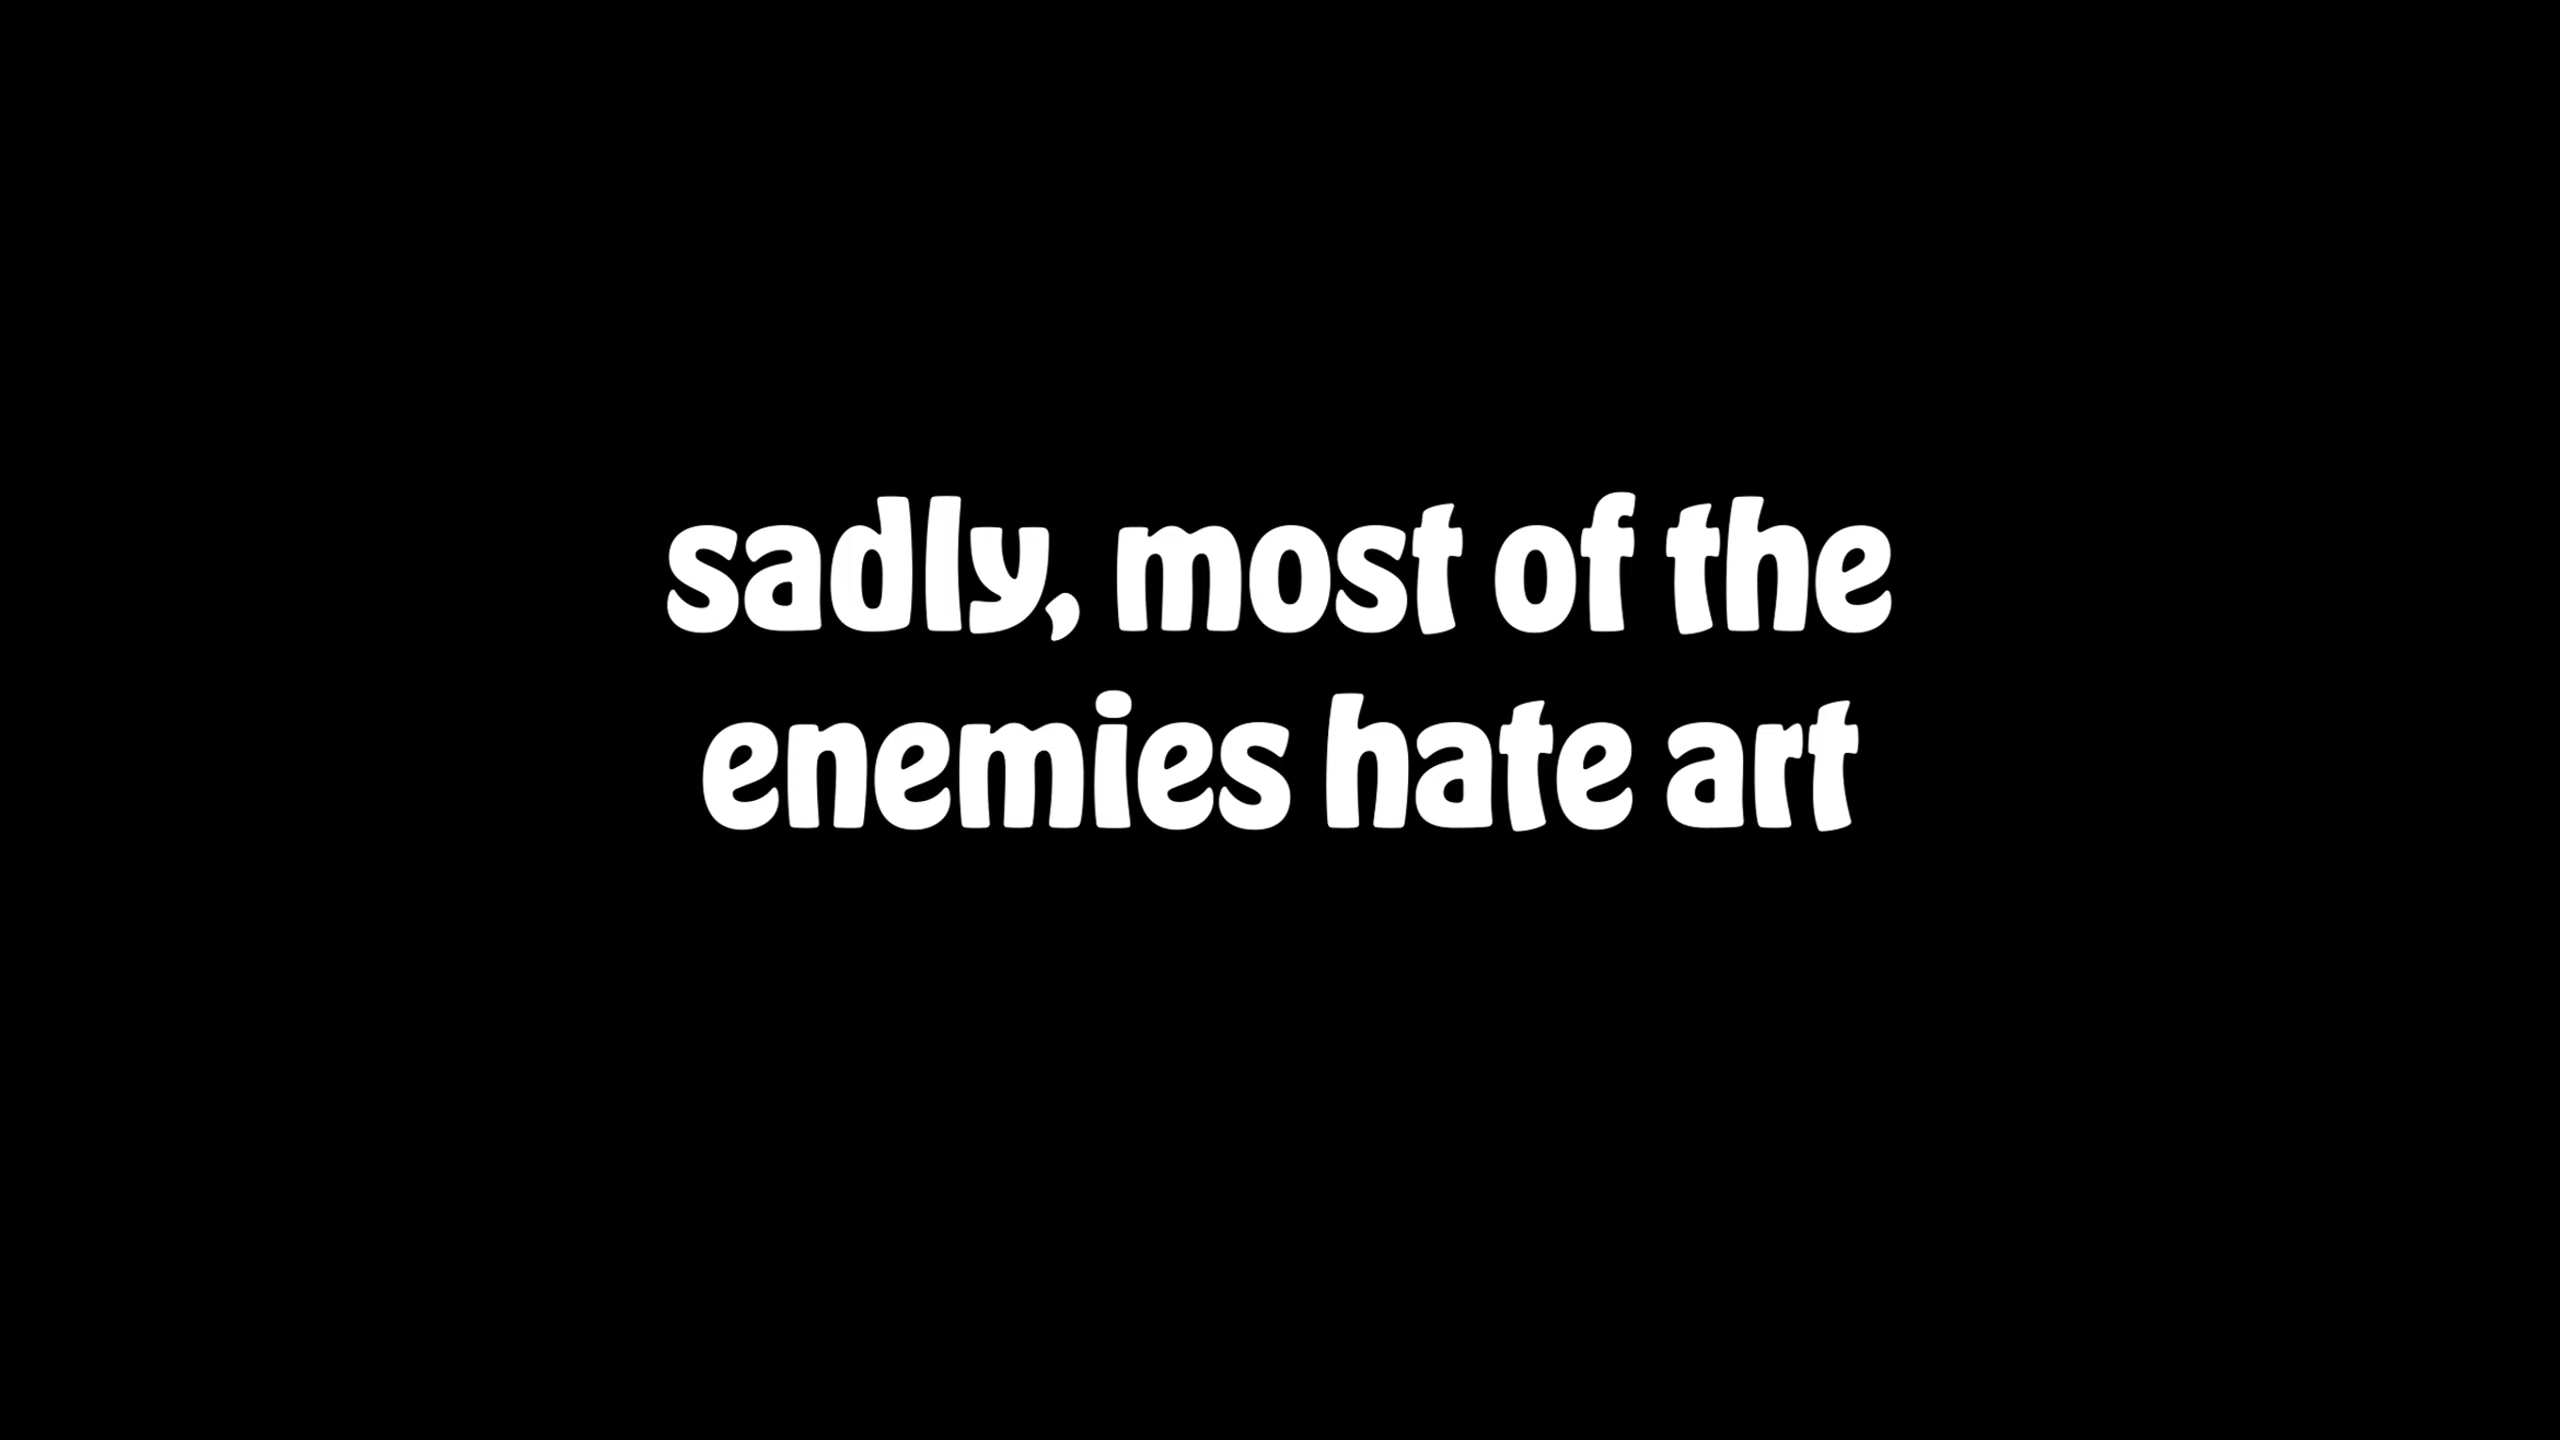 sadly, most of the
enemies hate art